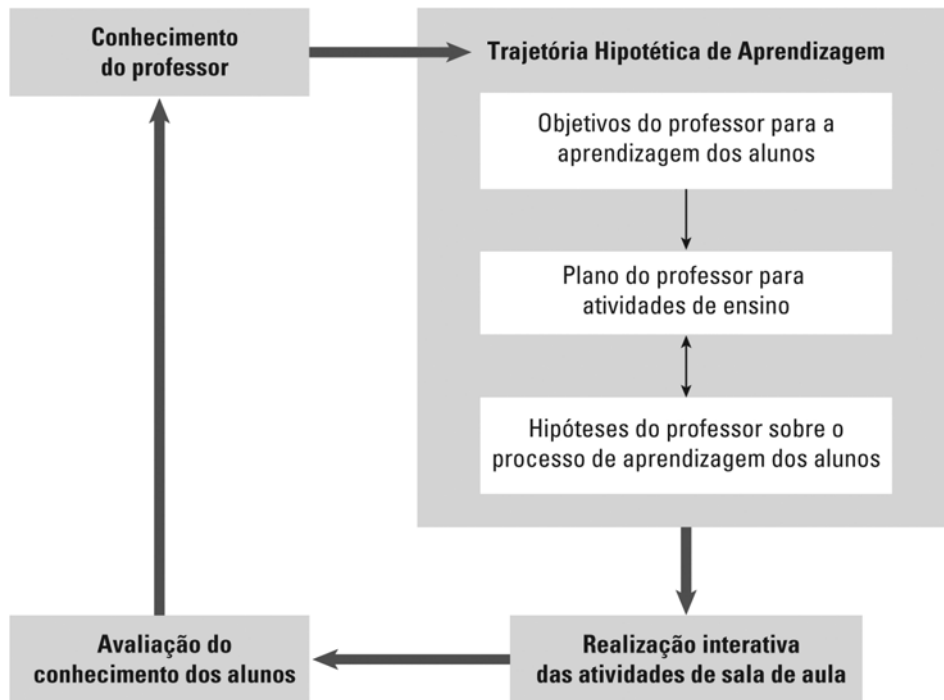 Conhecimento
do professor
Trajetória Hipotética de Aprendizagem
Objetivos do professor para a
aprendizagem dos alunos
Plano do professor para
atividades de ensino
Hipóteses do professor sobre o
processo de aprendizagem dos alunos
Realização interativa
das atividades de sala de aula
Avaliação do
conhecimento dos alunos